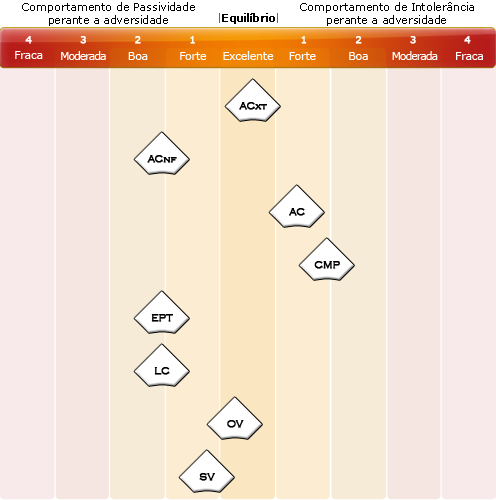 Comportamento de Passividade
perante a adversidade
|Equilíbrio|
Comportamento de Intolerância
perante a adversidade
4 3 2 1 1 2 3 4
Fraca Moderada Boa Forte Excelente Forte Boa Moderada Fraca
ACXT
ACNF
AC
CMP
EPT
LC
OV
SV